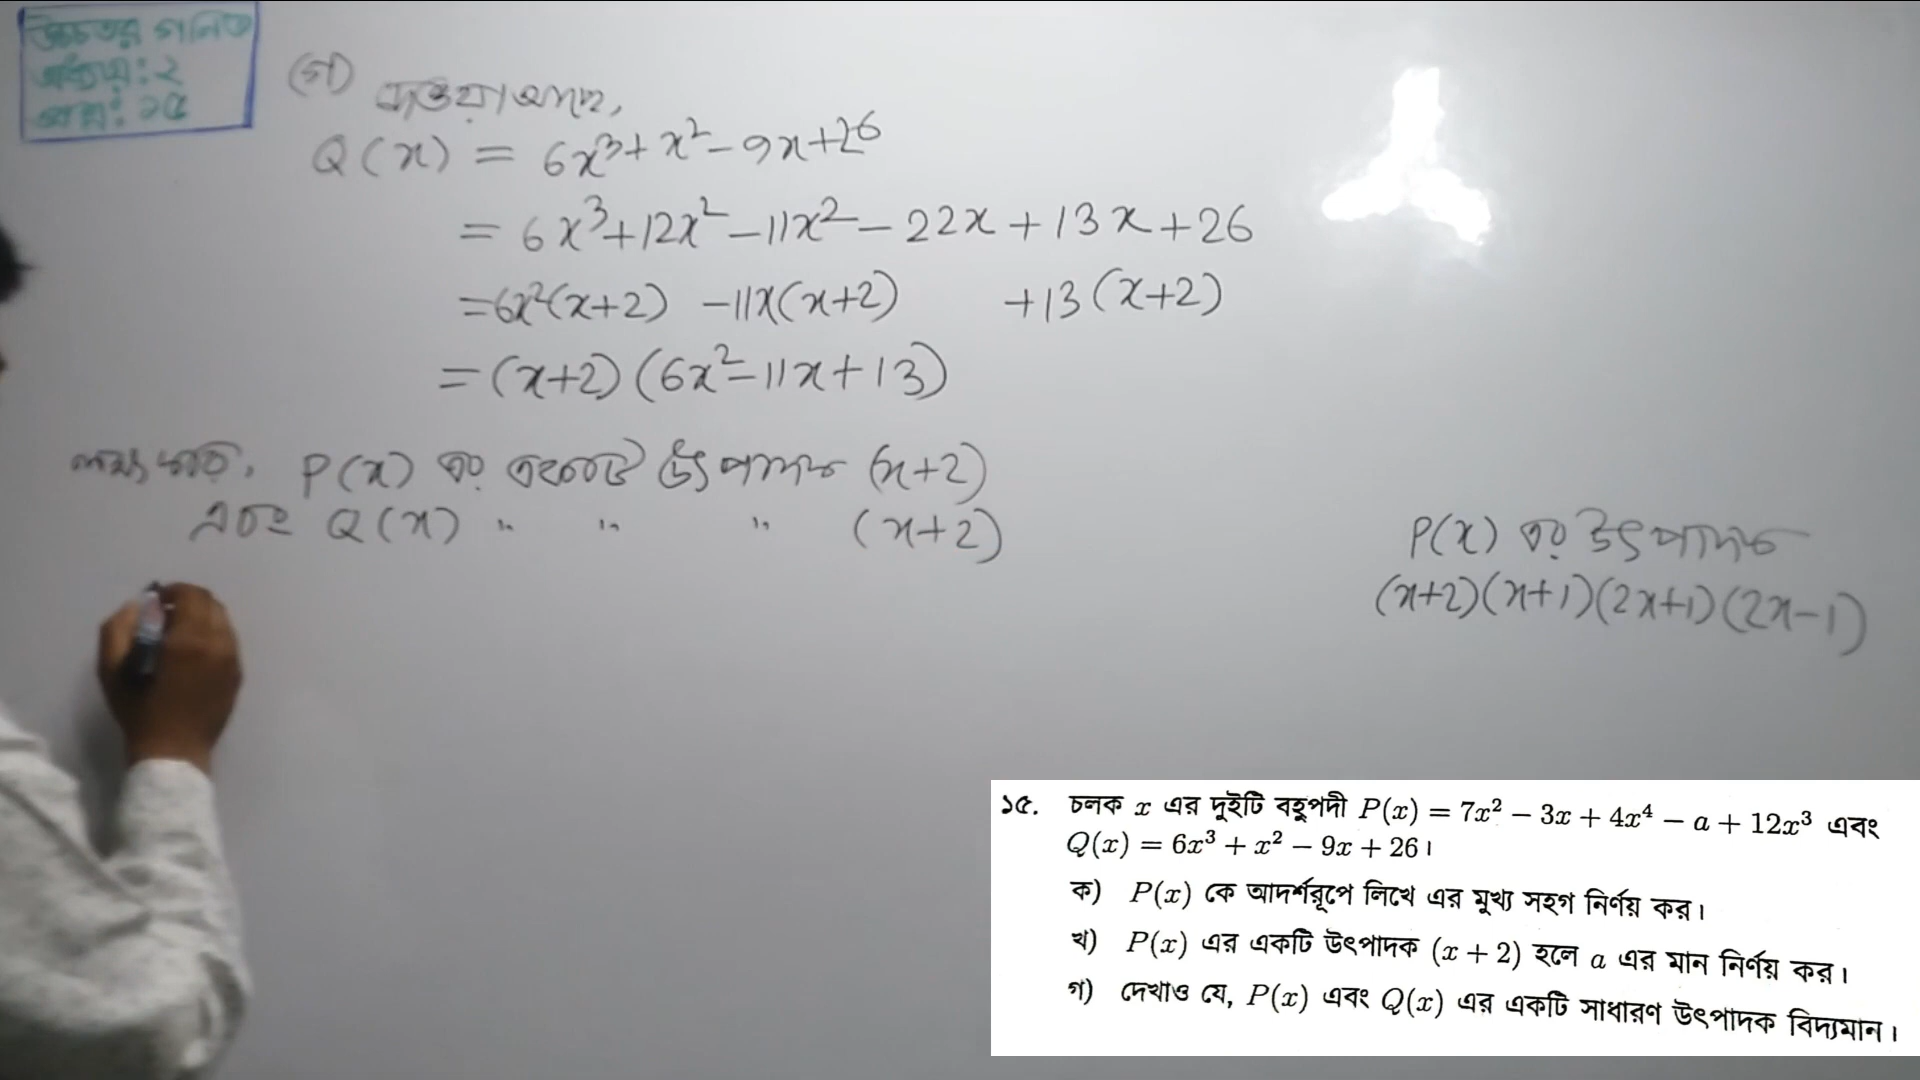 উচ্চতর গনিত
অধ্যায়: ২
প্রশ্ন: ১৫
(গ) দেওয়া আছে,
Q(x) = 6x³+x²-9x+26
= 6x³+12x²-11x²-22x+13x+26
=6x²(x+2) -11x(x+2) +13(x+2)
=(x+2)(6x²-11x+13)
P(x) এর একটি উৎপাদক (x+2)
এবং Q(x) " " " (x+2)
P(x) এর উৎপাদক
(x+2)(x+1)(2x+1)(2x-1)
১৫. চলক x এর দুইটি বহুপদী P(x) = 7x² − 3x + 4x⁴ − a + 12x³ এবং
Q(x) = 6x³ + x² − 9x + 26।
ক) P(x) কে আদর্শরূপে লিখে এর মুখ্য সহগ নির্ণয় কর।
খ) P(x) এর একটি উৎপাদক (x + 2) হলে a এর মান নির্ণয় কর।
গ) দেখাও যে, P(x) এবং Q(x) এর একটি সাধারণ উৎপাদক বিদ্যমান।